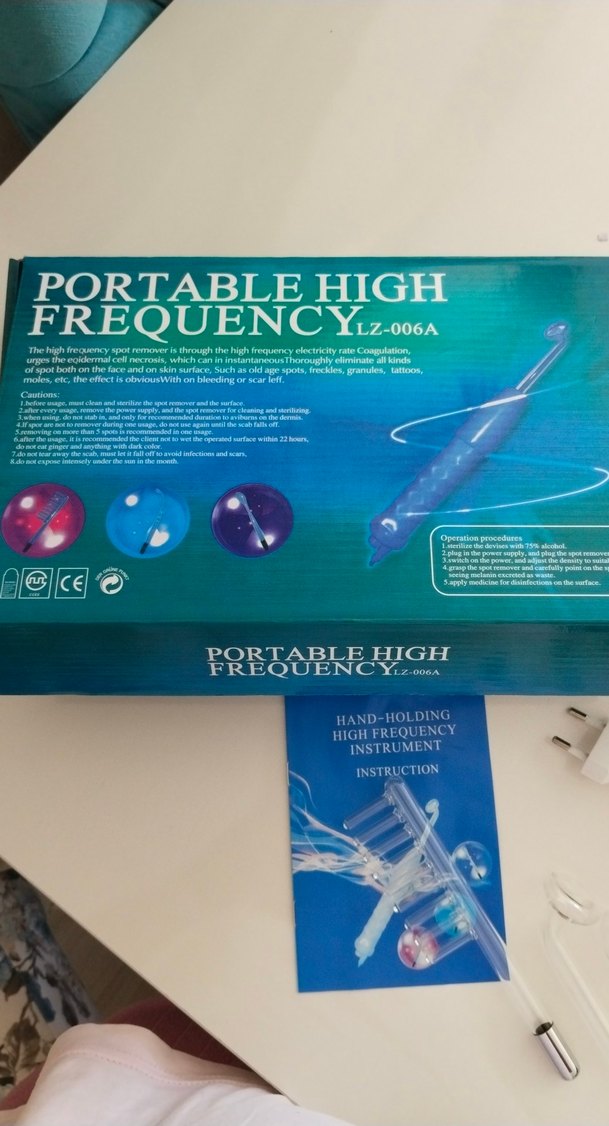 PORTABLE HIGH
FREQUENCY LZ-006A
The high frequency spot remover is through the high frequency electricity rate Coagulation,
urges the eqidermal cell necrosis, which can in instantaneousThoroughly eliminate all kinds
of spot both on the face and on skin surface, Such as old age spots, freckles, granules, tattoos,
moles, etc, the effect is obviousWith on bleeding or scar leff.
Cautions:
1.before usage, must clean and sterilize the spot remover and the surface.
2.after every usage, remove the power supply, and the spot remover for cleaning and sterilizing.
3.when using, do not stab in, and only for recommended duration to aviburns on the dermis.
4.If spor are not to remover during one usage, do not use again until the scab falls off.
5.removing on more than 5 spots is recommended in one usage.
6.after the usage, it is recommended the client not to wet the operated surface within 22 hours,
do not eat ginger and anything with dark color.
7.do not tear away the scab, must let it fall off to avoid infections and scars,
8.do not expose intensely under the sun in the month.
Operation procedures
1.sterilize the devises with 75% alcohol.
2.plug in the power supply, and plug the spot remover
3.switch on the power, and adjust the density to
4.grasp the spot remover and carefully point on the
seeing melanin excreted as waste.
5.apply medicine for disinfections on the surface.
CE
PORTABLE HIGH
FREQUENCY LZ-006A
HAND-HOLDING
HIGH FREQUENCY
INSTRUMENT
INSTRUCTION